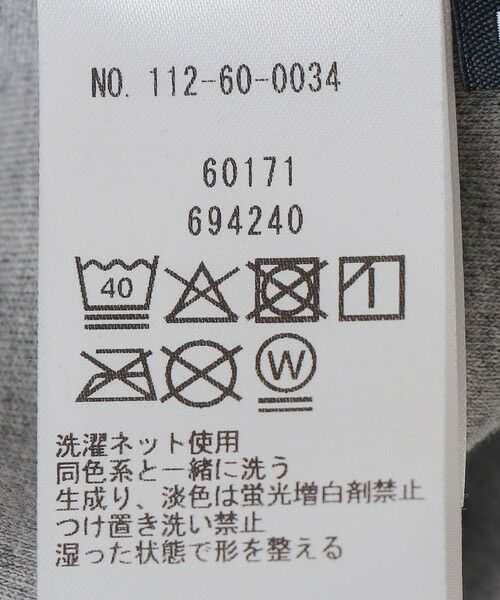 NO. 112-60-0034
60171
694240
40
W
洗濯ネット使用
同色系と一緒に洗う
生成り、淡色は蛍光増白剤禁止
つけ置き洗い禁止
湿った状態で形を整える